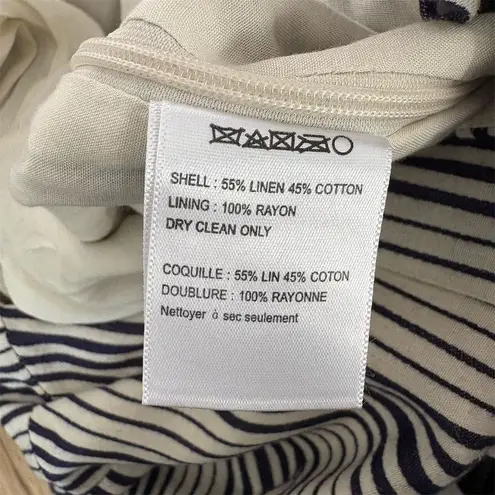 SHELL : 55% LINEN 45% COTTON
LINING : 100% RAYON
DRY CLEAN ONLY
COQUILLE : 55% LIN 45% COTON
DOUBLURE : 100% RAYONNE
Nettoyer à sec seulement